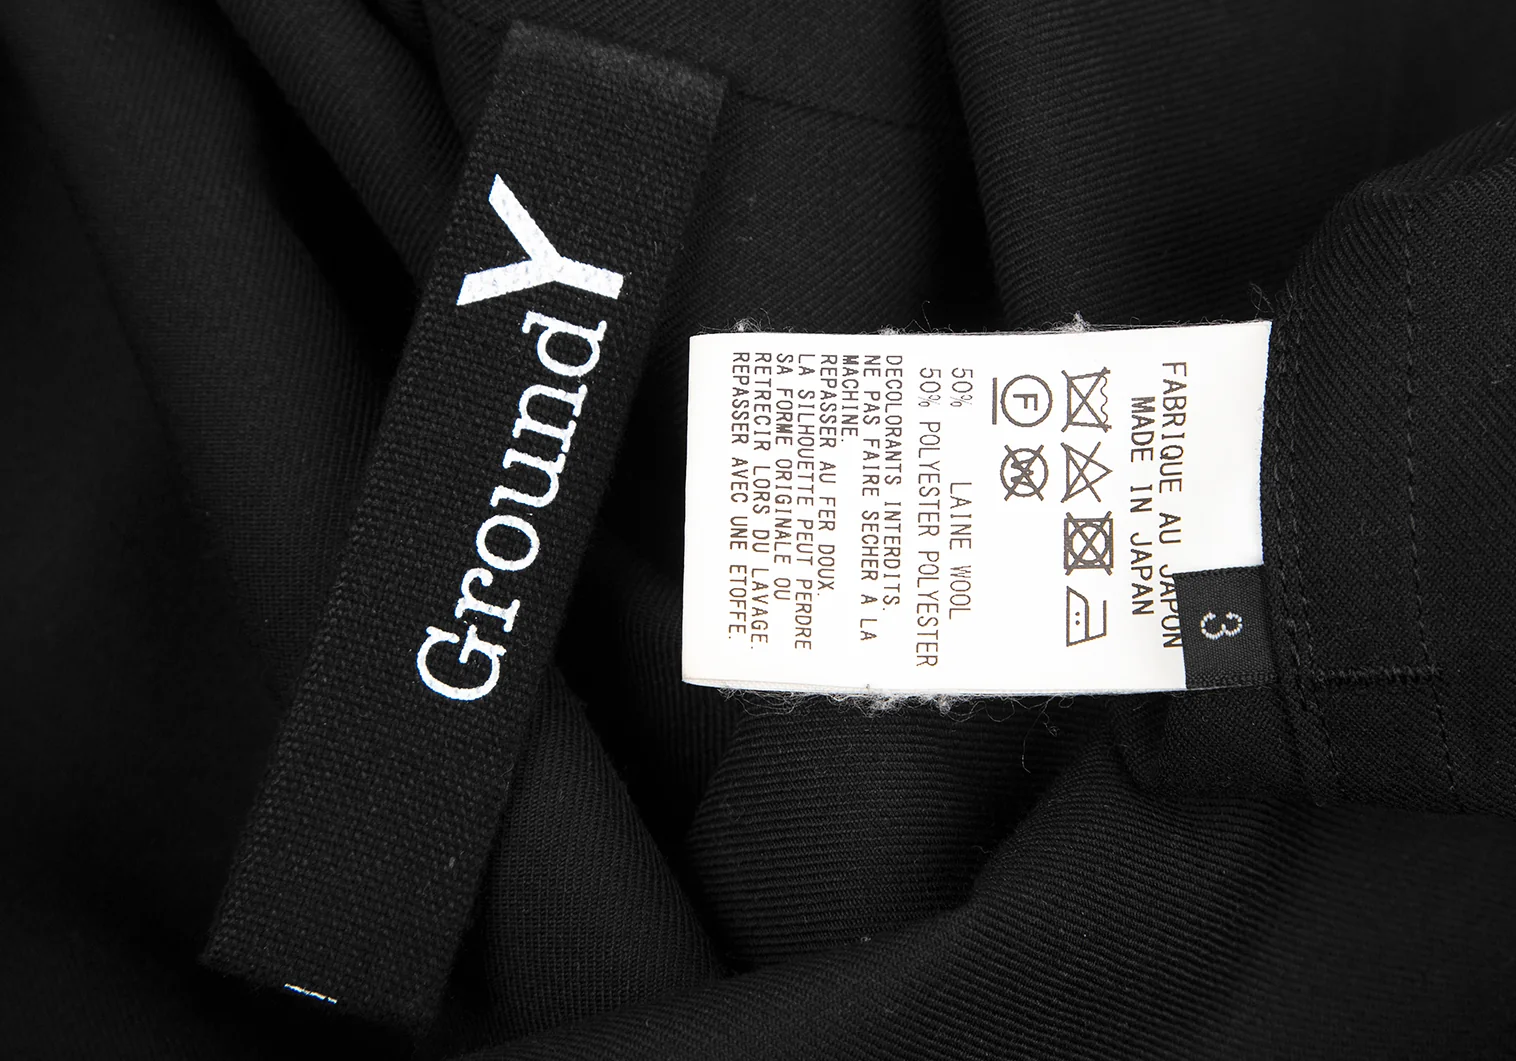 Ground Y
FABRIQUE AU JAPON
MADE IN JAPAN
3
F
W
50% LAINE WOOL
50% POLYESTER POLYESTER
DECOLORANTS INTERDITS.
NE PAS FAIRE SECHER A LA
MACHINE.
REPASSER AU FER DOUX.
LA SILHOUETTE PEUT PERDRE
SA FORME ORIGINALE OU
RETRECIR LORS DU LAVAGE.
REPASSER AVEC UNE ETOFFE.